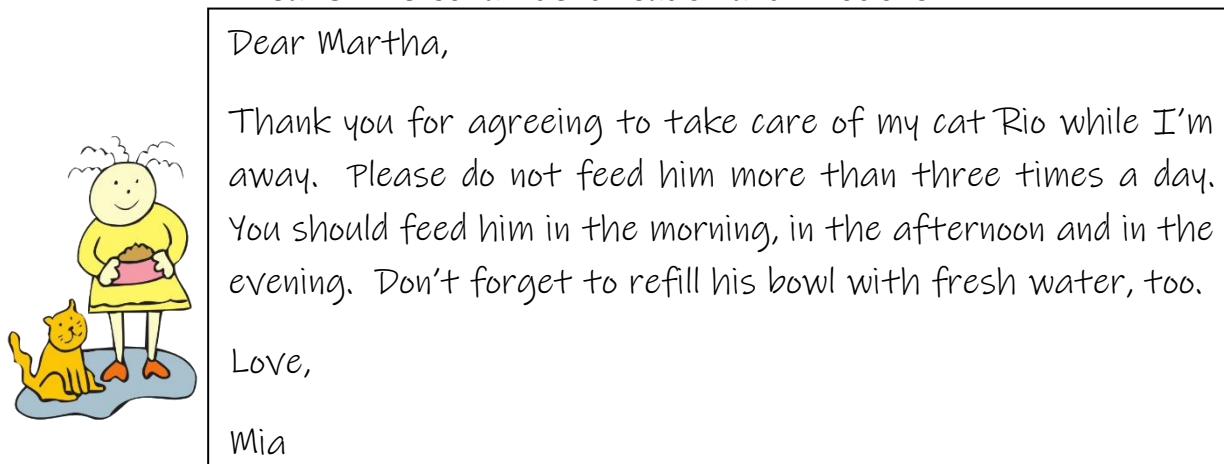 Dear Martha,
Thank you for agreeing to take care of my cat Rio while I'm
away. Please do not feed him more than three times a day.
You should feed him in the morning, in the afternoon and in the
evening. Don't forget to refill his bowl with fresh water, too.
Love,
Mia